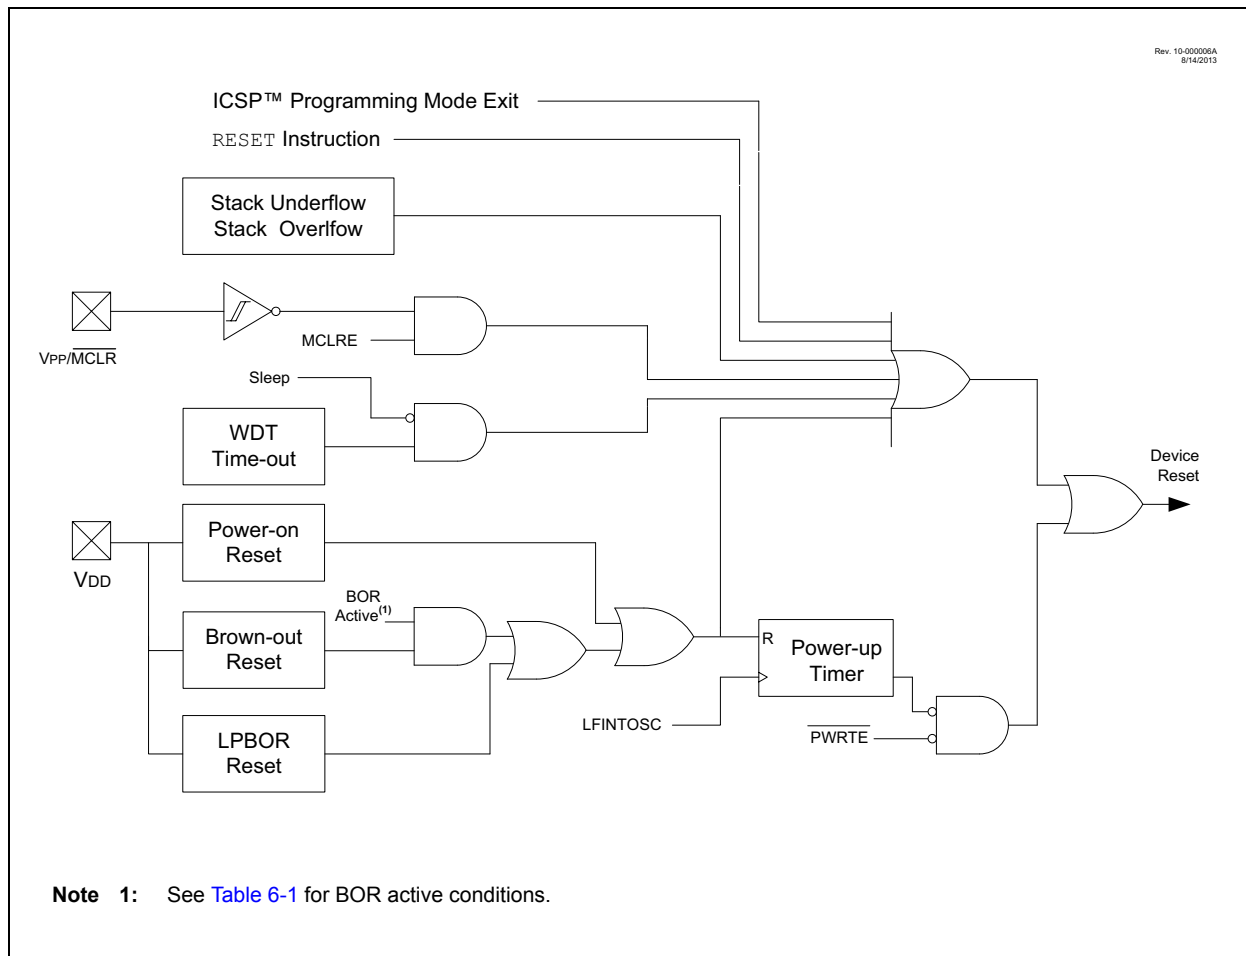 Rev. 10-000006A
8/14/2013
ICSP™ Programming Mode Exit
RESET Instruction
Stack Underflow
Stack Overlfow
VPP/M̅C̅L̅R̅
MCLRE
Sleep
WDT
Time-out
Device
Reset
VDD
Power-on
Reset
BOR
Active(1)
Brown-out
Reset
R
Power-up
Timer
LFINTOSC
P̅W̅R̅T̅E̅
LPBOR
Reset
Note 1: See Table 6-1 for BOR active conditions.